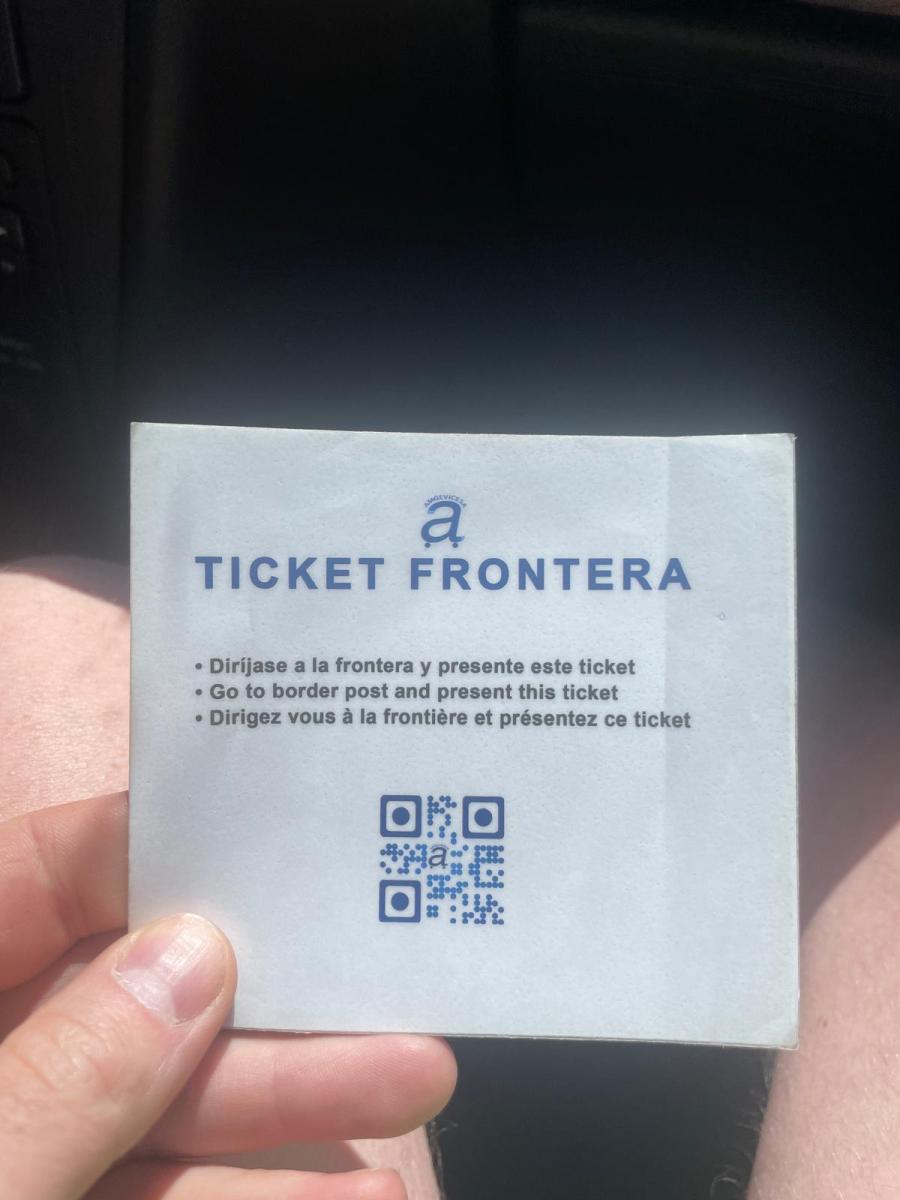 AMGEVICESA
a
TICKET FRONTERA
• Diríjase a la frontera y presente este ticket
• Go to border post and present this ticket
• Dirigez vous à la frontière et présentez ce ticket
a